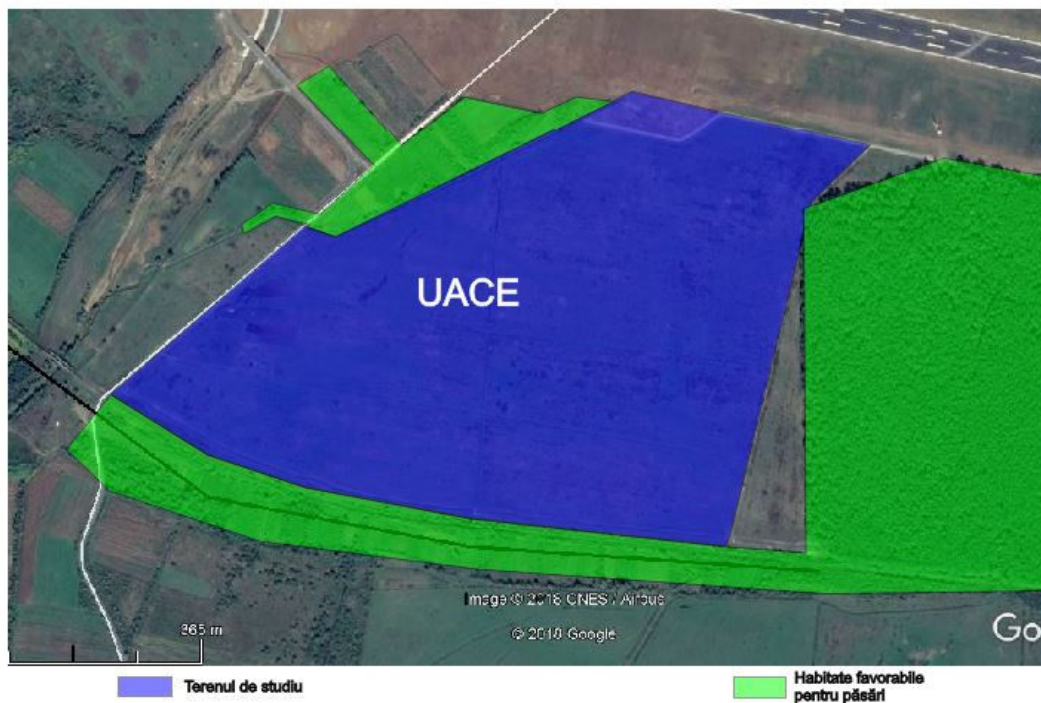 UACE
Image © 2018 CNES / Airbus
365 m
© 2018 Google
Go
Terenul de studiu
Habitate favorabile
pentru păsări